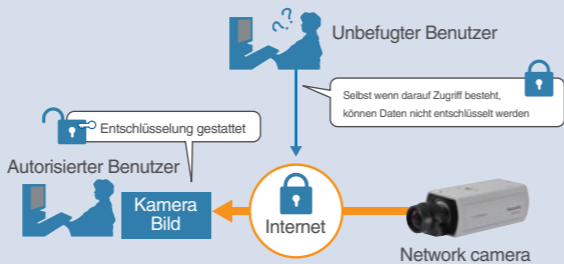 ??
Unbefugter Benutzer
Selbst wenn darauf Zugriff besteht,
können Daten nicht entschlüsselt werden
Entschlüsselung gestattet
Autorisierter Benutzer
Kamera
Bild
Internet
Network camera